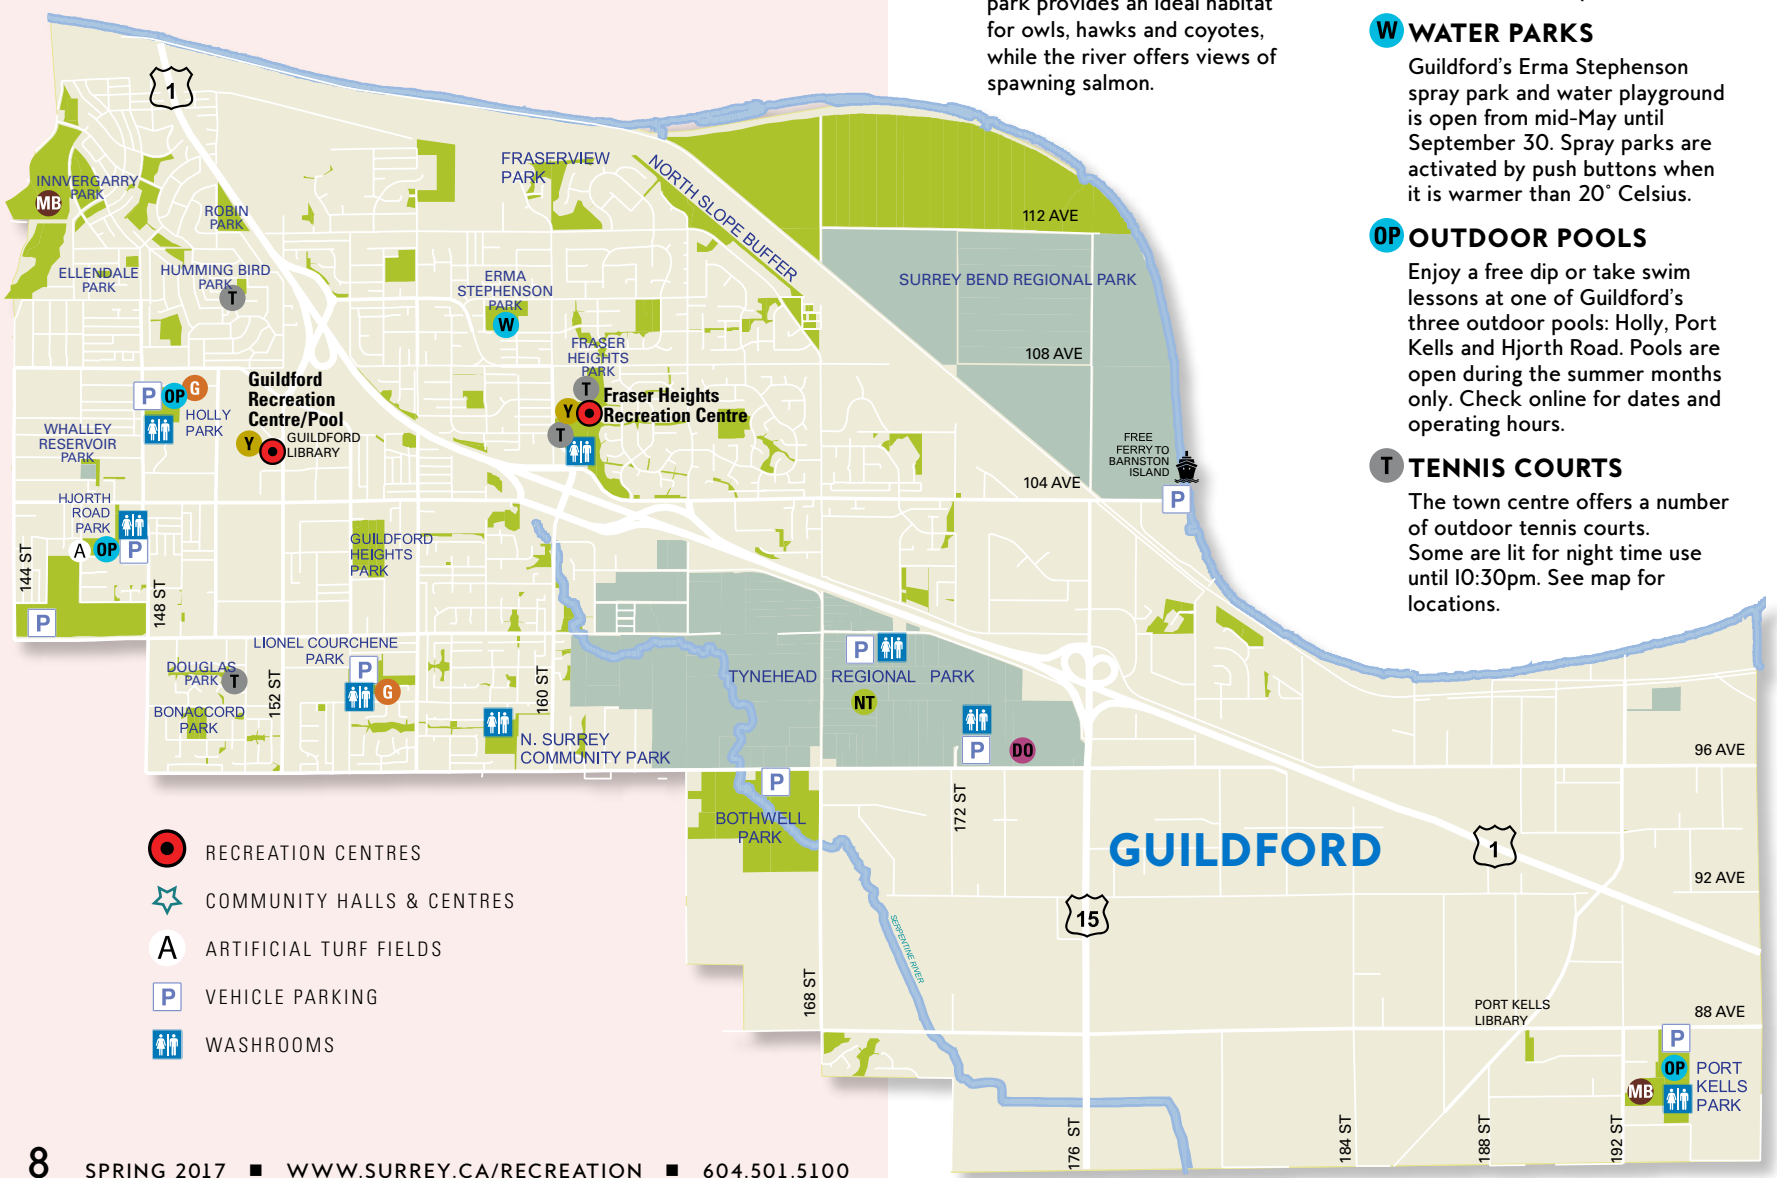 park provides an ideal habitat
for owls, hawks and coyotes,
while the river offers views of
spawning salmon.
W WATER PARKS
Guildford's Erma Stephenson
spray park and water playground
is open from mid-May until
September 30. Spray parks are
activated by push buttons when
it is warmer than 20° Celsius.
OP OUTDOOR POOLS
Enjoy a free dip or take swim
lessons at one of Guildford's
three outdoor pools: Holly, Port
Kells and Hjorth Road. Pools are
open during the summer months
only. Check online for dates and
operating hours.
T TENNIS COURTS
The town centre offers a number
of outdoor tennis courts.
Some are lit for night time use
until 10:30pm. See map for
locations.
1
INNVERGARRY
PARK
MB
ROBIN
PARK
ELLENDALE
PARK
HUMMING BIRD
PARK
T
FRASERVIEW
PARK
NORTH SLOPE BUFFER
ERMA
STEPHENSON
PARK
W
FRASER
HEIGHTS
PARK
T
Y
Fraser Heights
Recreation Centre
T
112 AVE
SURREY BEND REGIONAL PARK
108 AVE
FREE
FERRY TO
BARNSTON
ISLAND
P
104 AVE
P OP G
HOLLY
PARK
Guildford
Recreation
Centre/Pool
Y
GUILDFORD
LIBRARY
WHALLEY
RESERVOIR
PARK
HJORTH
ROAD
PARK
A OP P
144 ST
P
148 ST
GUILDFORD
HEIGHTS
PARK
LIONEL COURCHENE
PARK
P
G
DOUGLAS
PARK
T
BONACCORD
PARK
152 ST
160 ST
N. SURREY
COMMUNITY PARK
TYNEHEAD REGIONAL PARK
P
NT
P
DO
P
BOTHWELL
PARK
172 ST
96 AVE
GUILDFORD
1
92 AVE
15
SERPENTINE RIVER
168 ST
PORT KELLS
LIBRARY
88 AVE
P
OP
MB
PORT
KELLS
PARK
176 ST
184 ST
188 ST
192 ST
RECREATION CENTRES
COMMUNITY HALLS & CENTRES
A ARTIFICIAL TURF FIELDS
P VEHICLE PARKING
WASHROOMS
8 SPRING 2017 ■ WWW.SURREY.CA/RECREATION ■ 604.501.5100